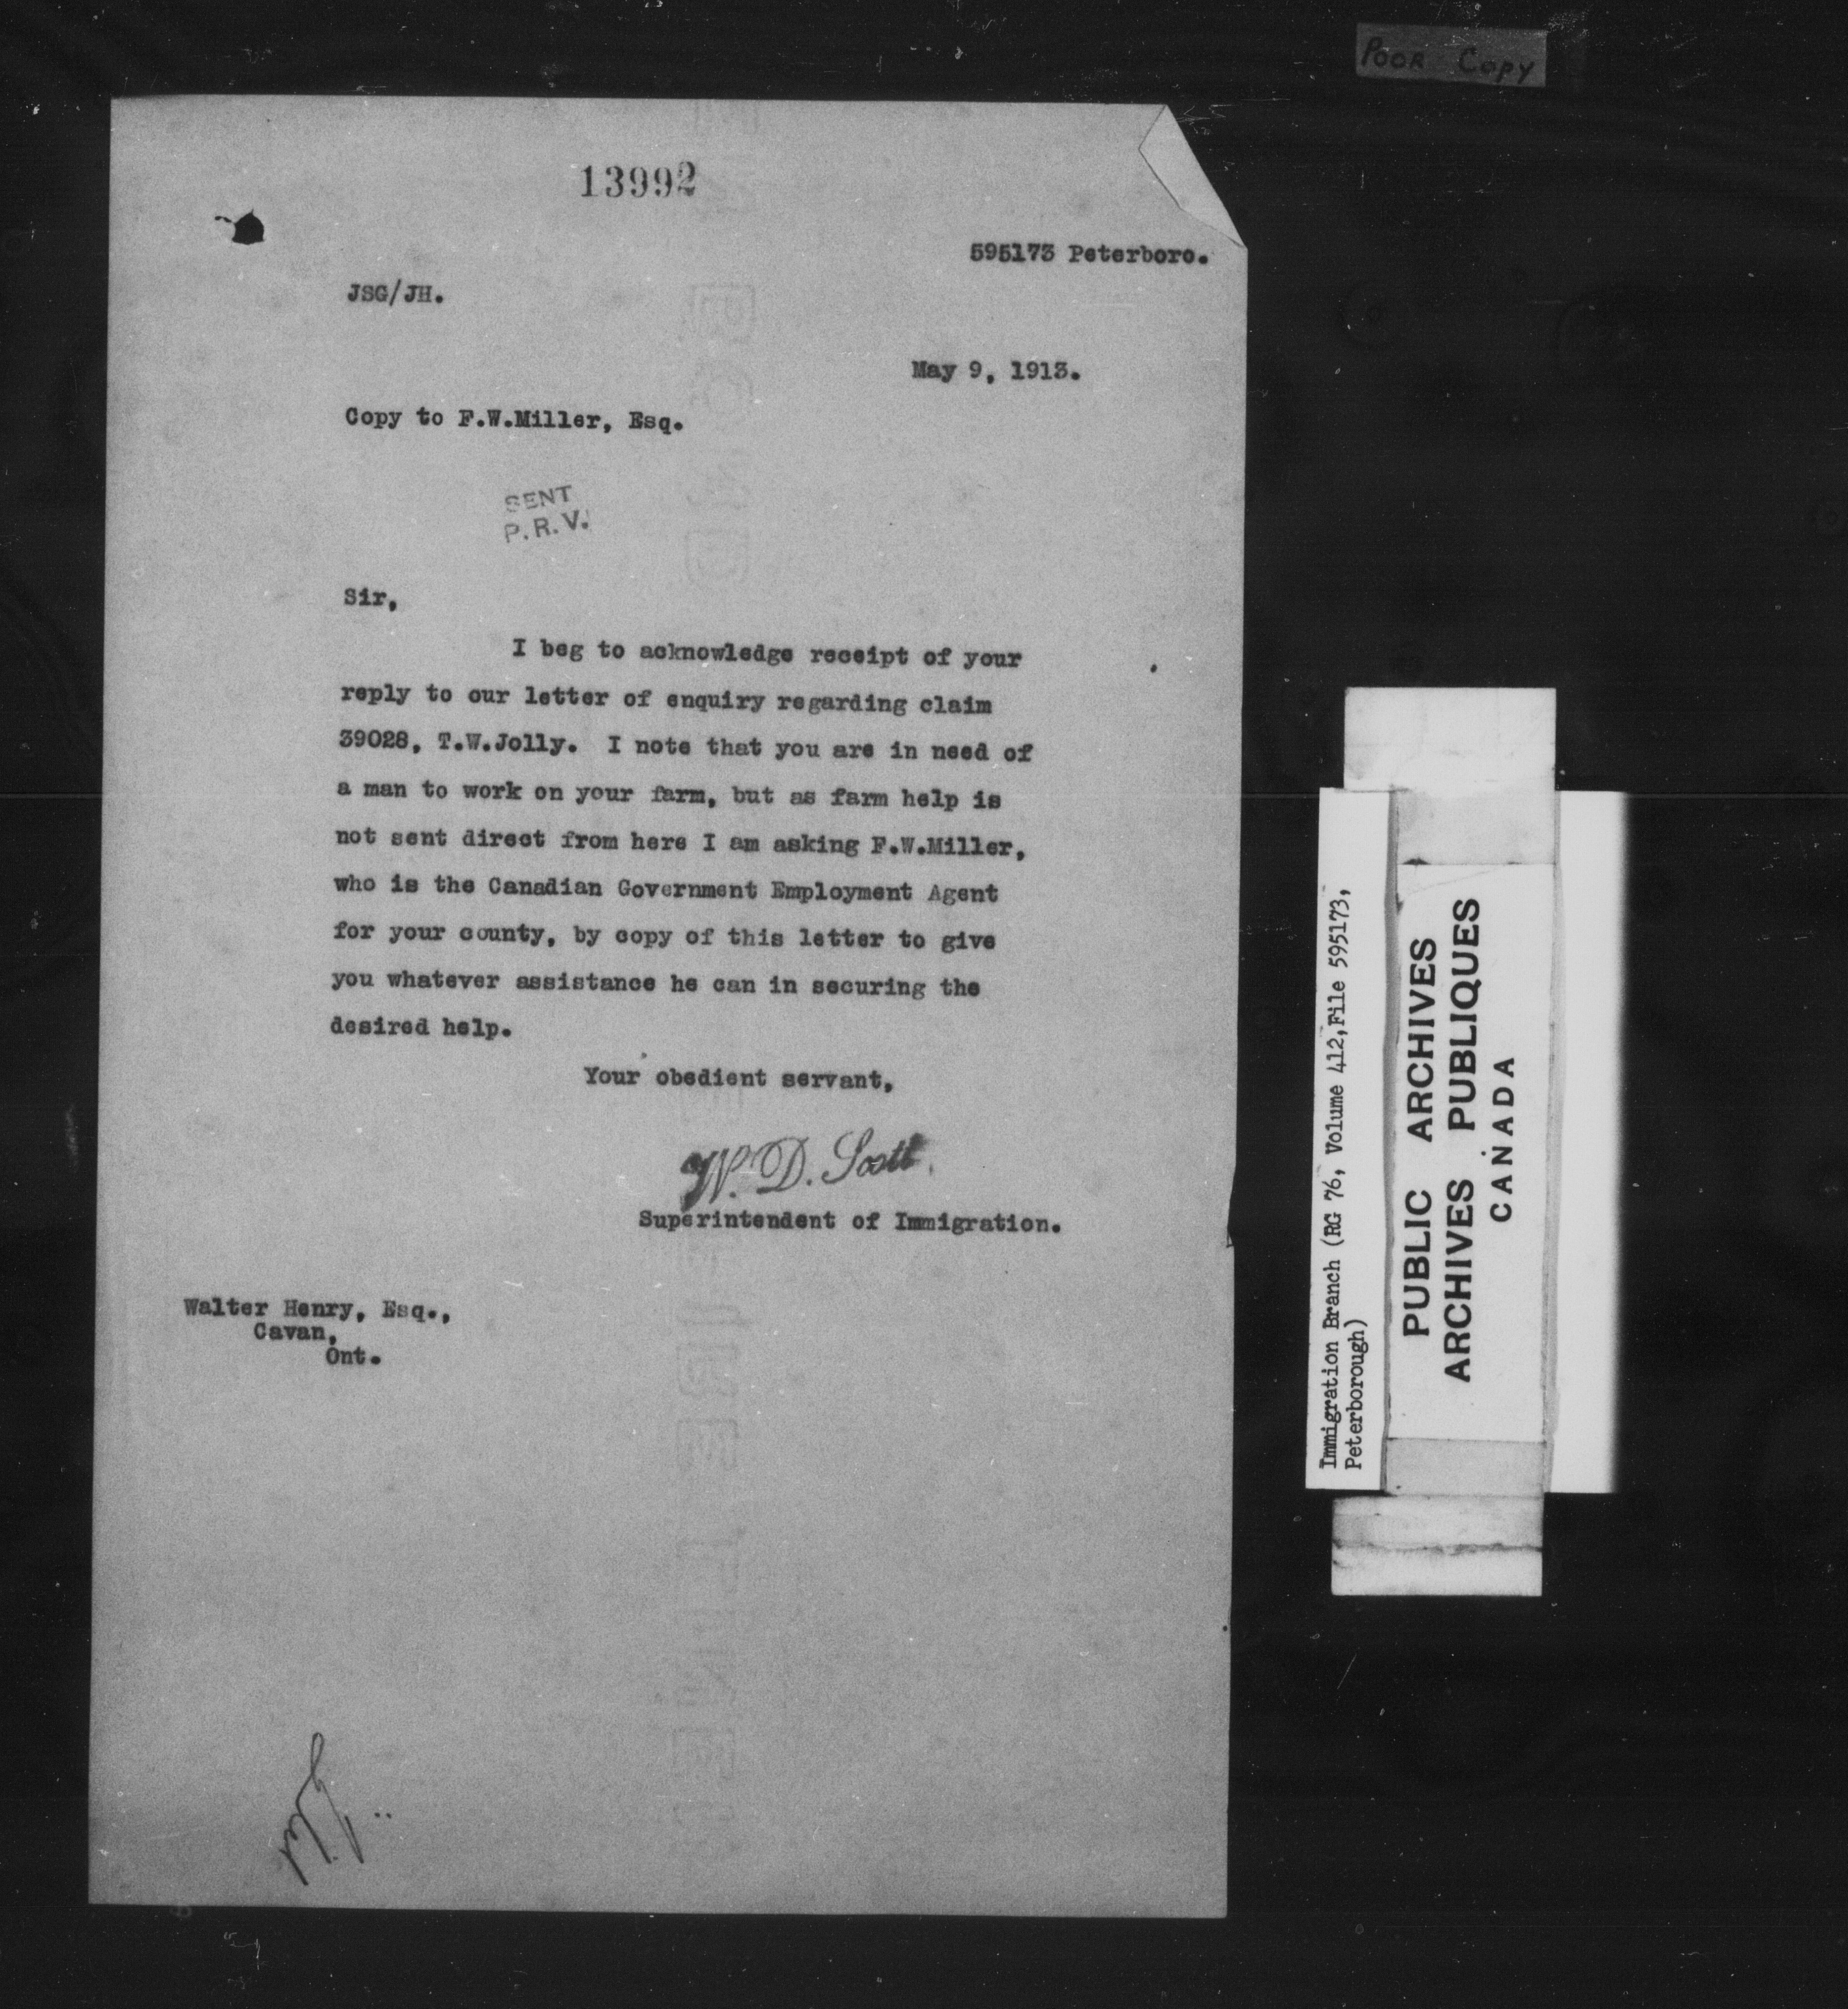 POOR COPY
13992
595173 Peterboro.
JSG/JH.
May 9, 1913.
Copy to F.W.Miller, Esq.
SENT
P.R.V.
Sir,
I beg to acknowledge receipt of your
reply to our letter of enquiry regarding claim
39028, T.W.Jolly. I note that you are in need of
a man to work on your farm, but as farm help is
not sent direct from here I am asking F.W.Miller,
who is the Canadian Government Employment Agent
for your county, by copy of this letter to give
you whatever assistance he can in securing the
desired help.
Your obedient servant,
W. D. Scott.
Superintendent of Immigration.
Walter Henry, Esq.,
Cavan,
Ont.
Immigration Branch (RG 76, Volume 412,File 595173,
Peterborough)
PUBLIC ARCHIVES
ARCHIVES PUBLIQUES
CANADA